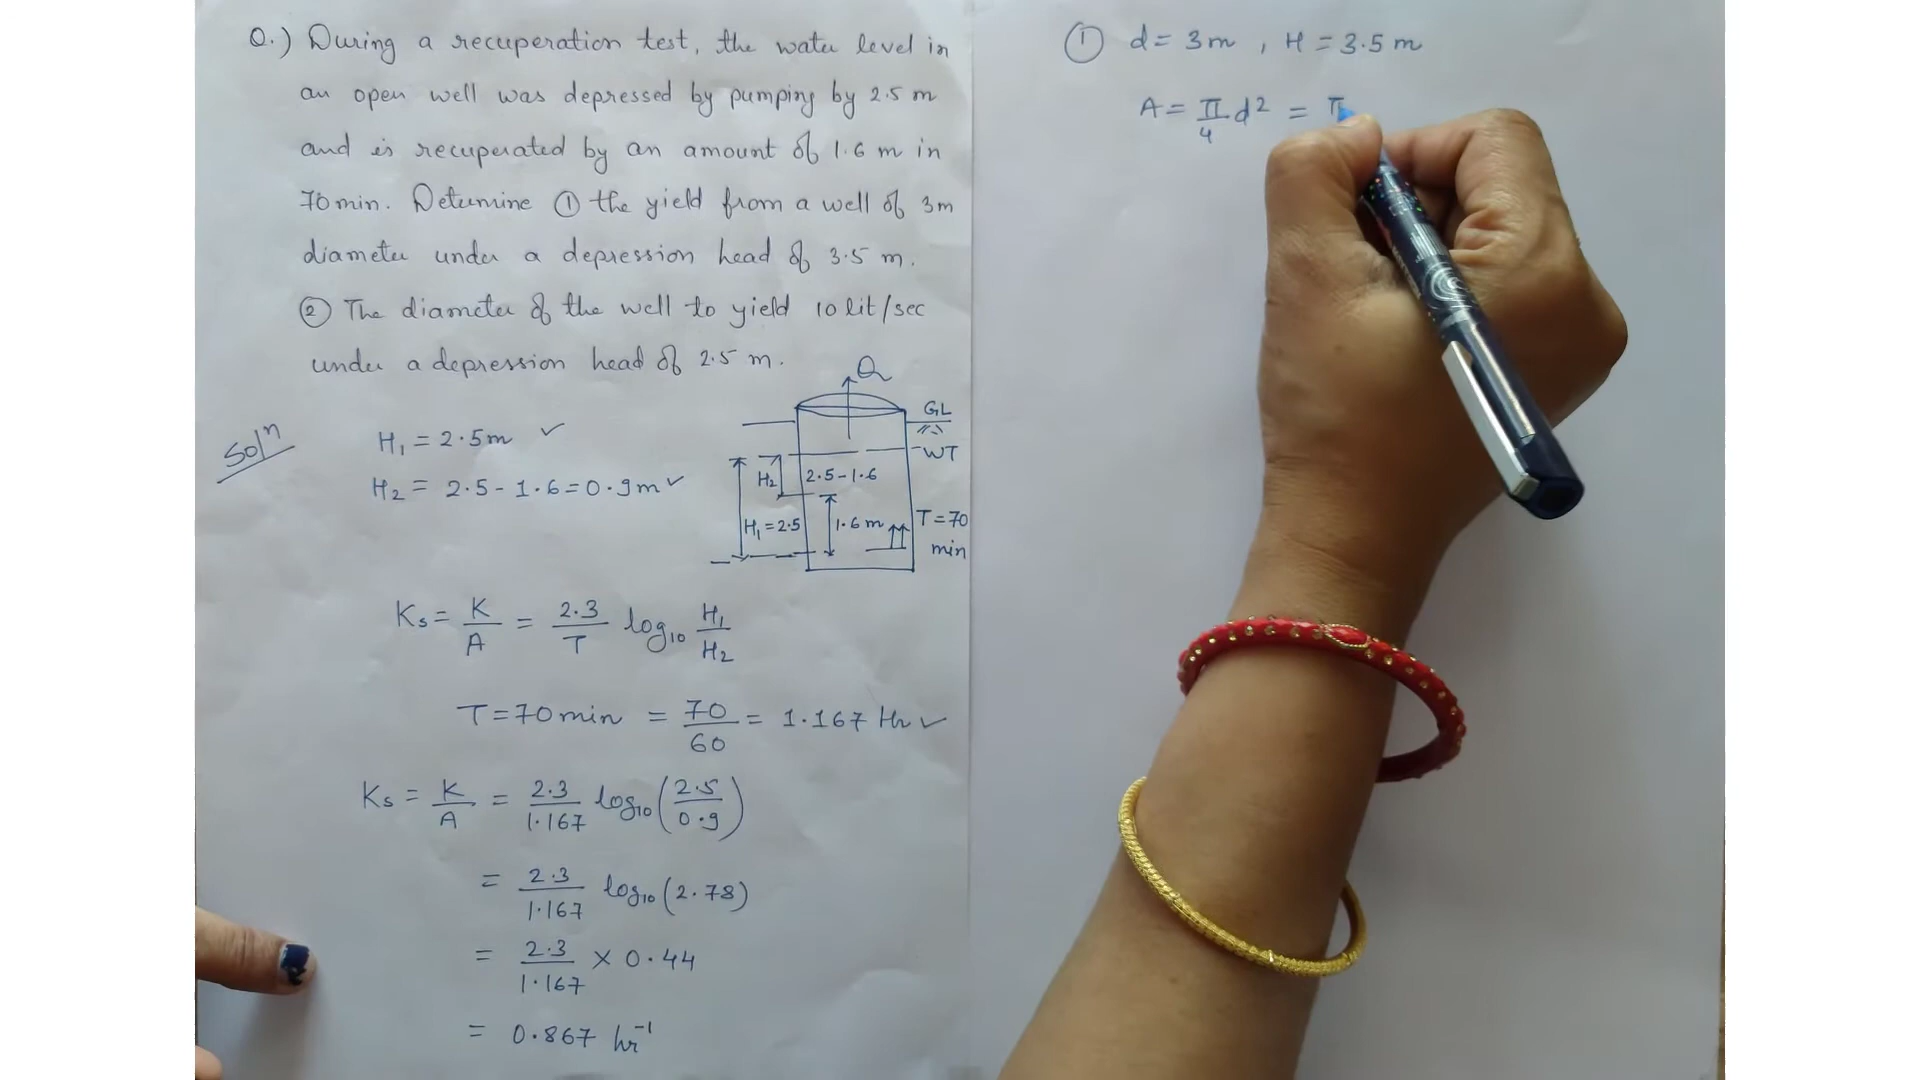 Q.) During a recuperation test, the water level in
an open well was depressed by pumping by 2.5 m
and is recuperated by an amount of 1.6 m in
70 min. Determine ① the yield from a well of 3m
diameter under a depression head of 3.5 m.
② The diameter of the well to yield 10 lit/sec
under a depression head of 2.5 m.
Solⁿ
H₁ = 2.5m ✓
H₂ = 2.5 - 1.6 = 0.9m ✓
Q
GL
WT
H₂ 2.5-1.6
H₁ = 2.5 1.6 m T = 70
min
Ks = K/A = 2.3/T log₁₀ H₁/H₂
T = 70 min = 70/60 = 1.167 Hr ✓
Ks = K/A = 2.3/1.167 log₁₀ (2.5/0.9)
= 2.3/1.167 log₁₀ (2.78)
= 2.3/1.167 × 0.44
= 0.867 hr⁻¹
① d = 3m , H = 3.5 m
A = π/4 d² = π